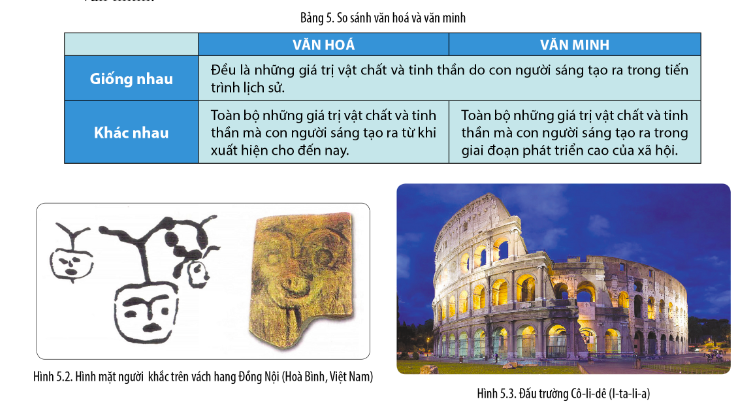 Bảng 5. So sánh văn hoá và văn minh
VĂN HOÁ
VĂN MINH
Giống nhau
Đều là những giá trị vật chất và tinh thần do con người sáng tạo ra trong tiến
trình lịch sử.
Khác nhau
Toàn bộ những giá trị vật chất và tinh
thần mà con người sáng tạo ra từ khi
xuất hiện cho đến nay.
Toàn bộ những giá trị vật chất và tinh
thần mà con người sáng tạo ra trong
giai đoạn phát triển cao của xã hội.
Hình 5.2. Hình mặt người khắc trên vách hang Đồng Nội (Hoà Bình, Việt Nam)
Hình 5.3. Đấu trường Cô-li-dê (I-ta-li-a)